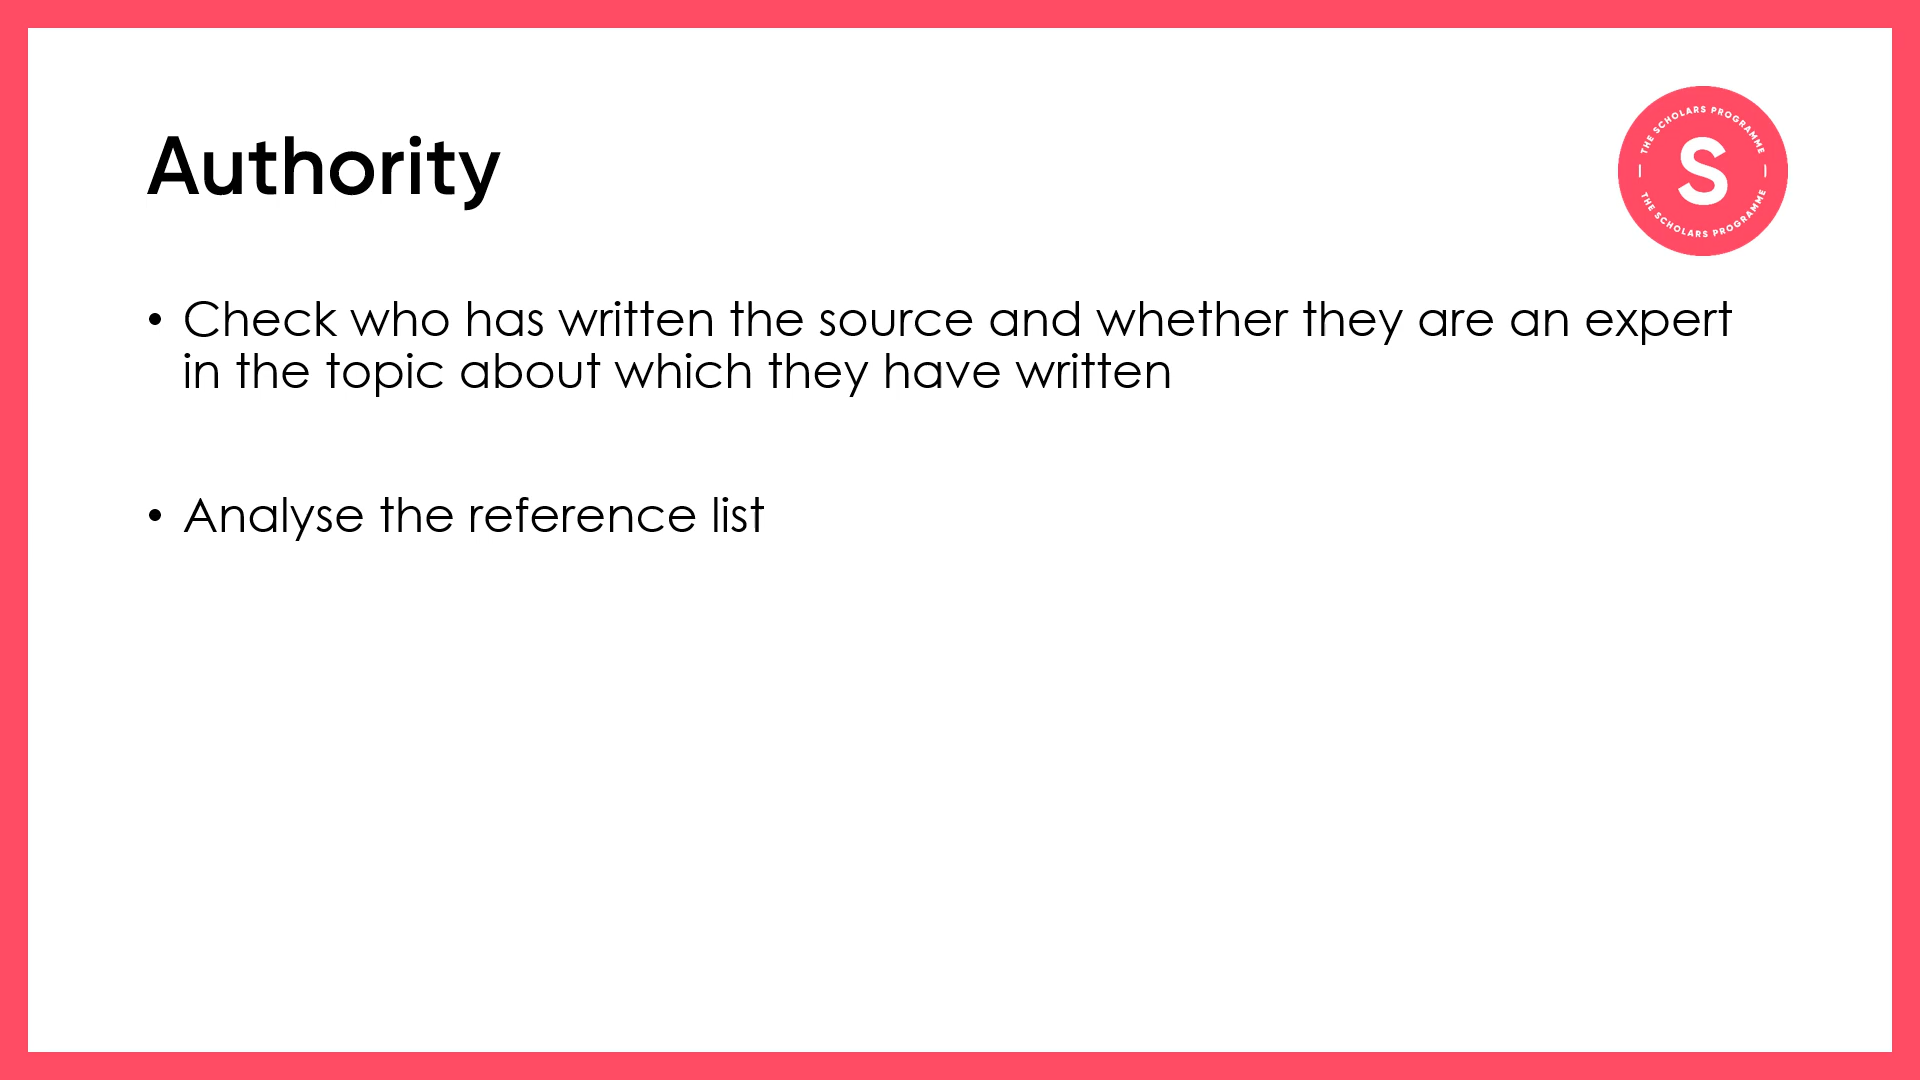 Authority
THE SCHOLARS PROGRAMME
S
THE SCHOLARS PROGRAMME
• Check who has written the source and whether they are an expert
in the topic about which they have written
• Analyse the reference list